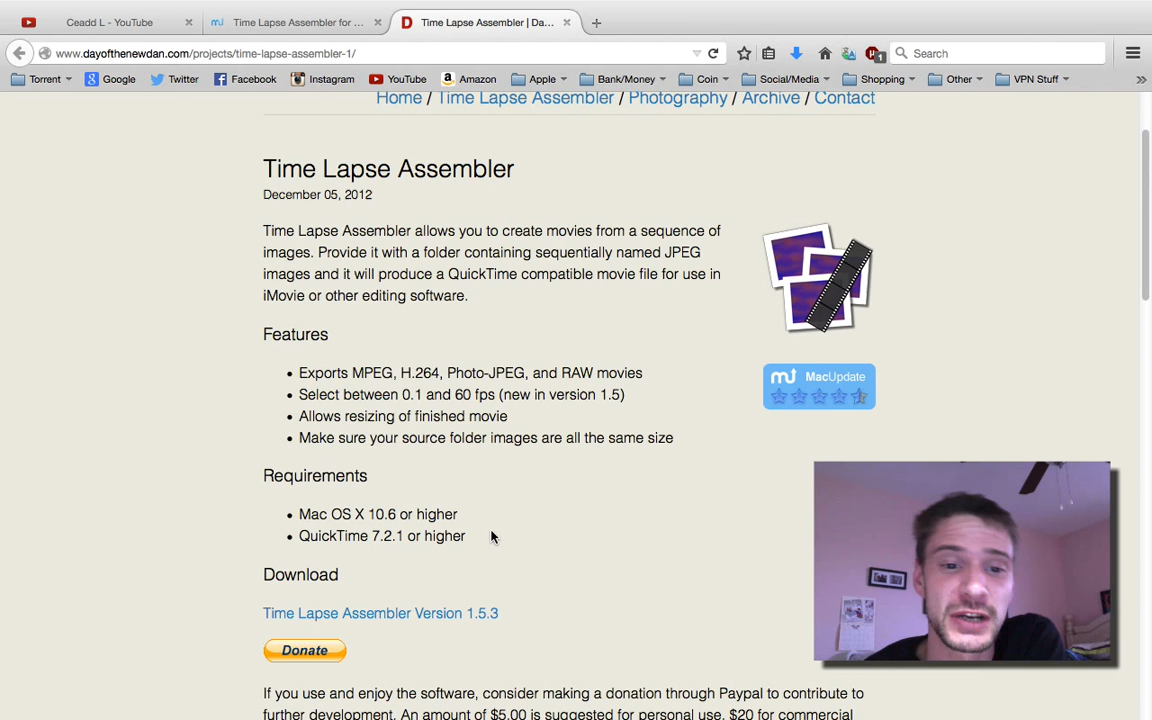 Ceadd L - YouTube
Time Lapse Assembler for ...
Time Lapse Assembler | Da...
www.dayofthenewdan.com/projects/time-lapse-assembler-1/
Search
1
Torrent
Google
Twitter
Facebook
Instagram
YouTube
Amazon
Apple
Bank/Money
Coin
Social/Media
Shopping
Other
VPN Stuff
Home / Time Lapse Assembler / Photography / Archive / Contact
Time Lapse Assembler
December 05, 2012
Time Lapse Assembler allows you to create movies from a sequence of
images. Provide it with a folder containing sequentially named JPEG
images and it will produce a QuickTime compatible movie file for use in
iMovie or other editing software.
Features
• Exports MPEG, H.264, Photo-JPEG, and RAW movies
• Select between 0.1 and 60 fps (new in version 1.5)
• Allows resizing of finished movie
• Make sure your source folder images are all the same size
MacUpdate
Requirements
• Mac OS X 10.6 or higher
• QuickTime 7.2.1 or higher
Download
Time Lapse Assembler Version 1.5.3
Donate
If you use and enjoy the software, consider making a donation through Paypal to contribute to
further development. An amount of $5.00 is suggested for personal use, $20 for commercial